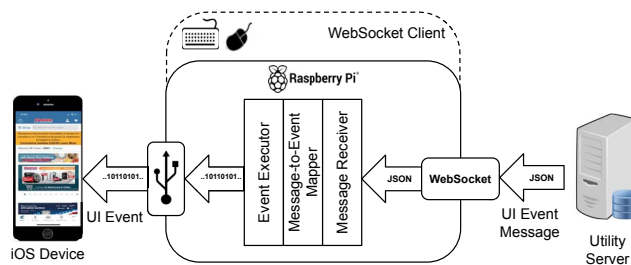 WebSocket Client
Raspberry Pi
Event Executor
Message-to-Event
Mapper
Message Receiver
..10110101..
..10110101..
JSON
WebSocket
JSON
UI Event
UI Event
Message
iOS Device
Utility
Server